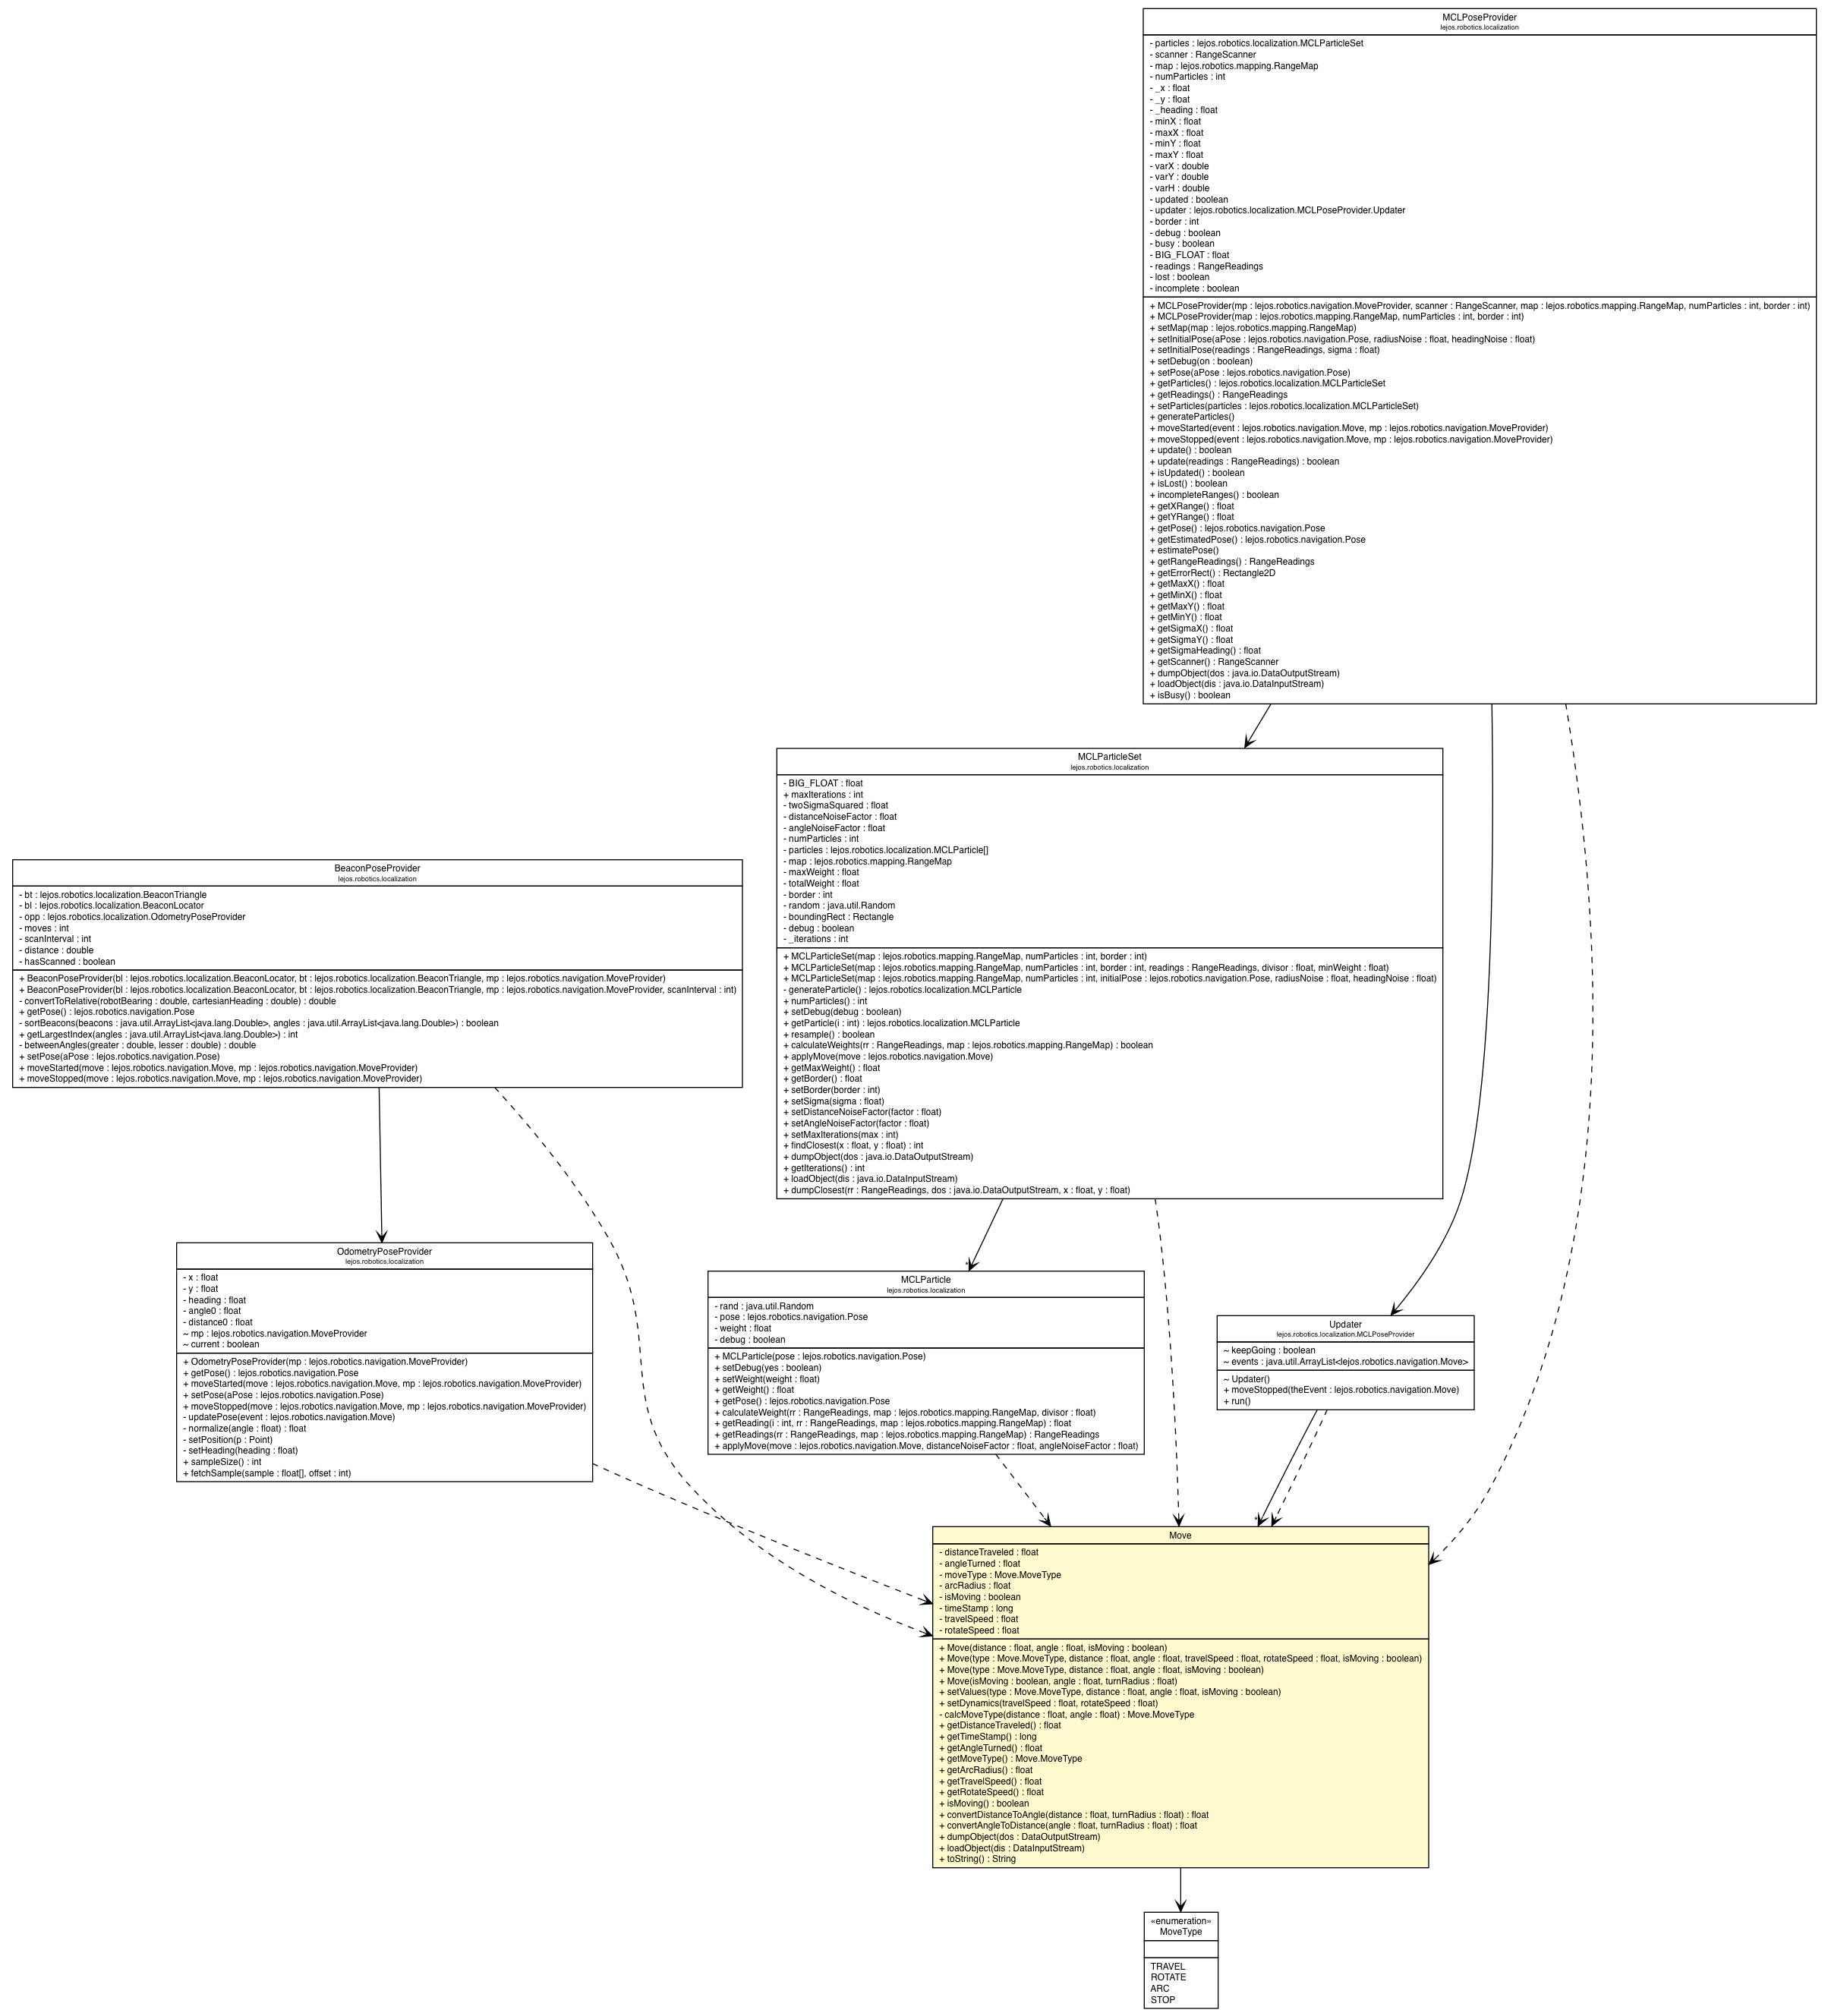 MCLPoseProvider
lejos.robotics.localization
- particles : lejos.robotics.localization.MCLParticleSet
- scanner : RangeScanner
- map : lejos.robotics.mapping.RangeMap
- numParticles : int
- _x : float
- _y : float
- _heading : float
- minX : float
- maxX : float
- minY : float
- maxY : float
- varX : double
- varY : double
- varH : double
- updated : boolean
- updater : lejos.robotics.localization.MCLPoseProvider.Updater
- border : int
- debug : boolean
- busy : boolean
- BIG_FLOAT : float
- readings : RangeReadings
- lost : boolean
- incomplete : boolean
+ MCLPoseProvider(mp : lejos.robotics.navigation.MoveProvider, scanner : RangeScanner, map : lejos.robotics.mapping.RangeMap, numParticles : int, border : int)
+ MCLPoseProvider(map : lejos.robotics.mapping.RangeMap, numParticles : int, border : int)
+ setMap(map : lejos.robotics.mapping.RangeMap)
+ setInitialPose(aPose : lejos.robotics.navigation.Pose, radiusNoise : float, headingNoise : float)
+ setInitialPose(readings : RangeReadings, sigma : float)
+ setDebug(on : boolean)
+ setPose(aPose : lejos.robotics.navigation.Pose)
+ getParticles() : lejos.robotics.localization.MCLParticleSet
+ getReadings() : RangeReadings
+ setParticles(particles : lejos.robotics.localization.MCLParticleSet)
+ generateParticles()
+ moveStarted(event : lejos.robotics.navigation.Move, mp : lejos.robotics.navigation.MoveProvider)
+ moveStopped(event : lejos.robotics.navigation.Move, mp : lejos.robotics.navigation.MoveProvider)
+ update() : boolean
+ update(readings : RangeReadings) : boolean
+ isUpdated() : boolean
+ isLost() : boolean
+ incompleteRanges() : boolean
+ getXRange() : float
+ getYRange() : float
+ getPose() : lejos.robotics.navigation.Pose
+ getEstimatedPose() : lejos.robotics.navigation.Pose
+ estimatePose()
+ getRangeReadings() : RangeReadings
+ getErrorRect() : Rectangle2D
+ getMaxX() : float
+ getMinX() : float
+ getMaxY() : float
+ getMinY() : float
+ getSigmaX() : float
+ getSigmaY() : float
+ getSigmaHeading() : float
+ getScanner() : RangeScanner
+ dumpObject(dos : java.io.DataOutputStream)
+ loadObject(dis : java.io.DataInputStream)
+ isBusy() : boolean
MCLParticleSet
lejos.robotics.localization
- BIG_FLOAT : float
+ maxIterations : int
- twoSigmaSquared : float
- distanceNoiseFactor : float
- angleNoiseFactor : float
- numParticles : int
- particles : lejos.robotics.localization.MCLParticle[]
- map : lejos.robotics.mapping.RangeMap
- maxWeight : float
- totalWeight : float
- border : int
- random : java.util.Random
- boundingRect : Rectangle
- debug : boolean
- _iterations : int
+ MCLParticleSet(map : lejos.robotics.mapping.RangeMap, numParticles : int, border : int)
+ MCLParticleSet(map : lejos.robotics.mapping.RangeMap, numParticles : int, border : int, readings : RangeReadings, divisor : float, minWeight : float)
+ MCLParticleSet(map : lejos.robotics.mapping.RangeMap, numParticles : int, initialPose : lejos.robotics.navigation.Pose, radiusNoise : float, headingNoise : float)
- generateParticle() : lejos.robotics.localization.MCLParticle
+ numParticles() : int
+ setDebug(debug : boolean)
+ getParticle(i : int) : lejos.robotics.localization.MCLParticle
+ resample() : boolean
+ calculateWeights(rr : RangeReadings, map : lejos.robotics.mapping.RangeMap) : boolean
+ applyMove(move : lejos.robotics.navigation.Move)
+ getMaxWeight() : float
+ getBorder() : float
+ setBorder(border : int)
+ setSigma(sigma : float)
+ setDistanceNoiseFactor(factor : float)
+ setAngleNoiseFactor(factor : float)
+ setMaxIterations(max : int)
+ findClosest(x : float, y : float) : int
+ dumpObject(dos : java.io.DataOutputStream)
+ getIterations() : int
+ loadObject(dis : java.io.DataInputStream)
+ dumpClosest(rr : RangeReadings, dos : java.io.DataOutputStream, x : float, y : float)
BeaconPoseProvider
lejos.robotics.localization
- bt : lejos.robotics.localization.BeaconTriangle
- bl : lejos.robotics.localization.BeaconLocator
- opp : lejos.robotics.localization.OdometryPoseProvider
- moves : int
- scanInterval : int
- distance : double
- hasScanned : boolean
+ BeaconPoseProvider(bl : lejos.robotics.localization.BeaconLocator, bt : lejos.robotics.localization.BeaconTriangle, mp : lejos.robotics.navigation.MoveProvider)
+ BeaconPoseProvider(bl : lejos.robotics.localization.BeaconLocator, bt : lejos.robotics.localization.BeaconTriangle, mp : lejos.robotics.navigation.MoveProvider, scanInterval : int)
- convertToRelative(robotBearing : double, cartesianHeading : double) : double
+ getPose() : lejos.robotics.navigation.Pose
- sortBeacons(beacons : java.util.ArrayList<java.lang.Double>, angles : java.util.ArrayList<java.lang.Double>) : boolean
+ getLargestIndex(angles : java.util.ArrayList<java.lang.Double>) : int
- betweenAngles(greater : double, lesser : double) : double
+ setPose(aPose : lejos.robotics.navigation.Pose)
+ moveStarted(move : lejos.robotics.navigation.Move, mp : lejos.robotics.navigation.MoveProvider)
+ moveStopped(move : lejos.robotics.navigation.Move, mp : lejos.robotics.navigation.MoveProvider)
OdometryPoseProvider
lejos.robotics.localization
- x : float
- y : float
- heading : float
- angle0 : float
- distance0 : float
~ mp : lejos.robotics.navigation.MoveProvider
~ current : boolean
+ OdometryPoseProvider(mp : lejos.robotics.navigation.MoveProvider)
+ getPose() : lejos.robotics.navigation.Pose
+ moveStarted(move : lejos.robotics.navigation.Move, mp : lejos.robotics.navigation.MoveProvider)
+ setPose(aPose : lejos.robotics.navigation.Pose)
+ moveStopped(move : lejos.robotics.navigation.Move, mp : lejos.robotics.navigation.MoveProvider)
- updatePose(event : lejos.robotics.navigation.Move)
- normalize(angle : float) : float
- setPosition(p : Point)
- setHeading(heading : float)
+ sampleSize() : int
+ fetchSample(sample : float[], offset : int)
*
MCLParticle
lejos.robotics.localization
- rand : java.util.Random
- pose : lejos.robotics.navigation.Pose
- weight : float
- debug : boolean
+ MCLParticle(pose : lejos.robotics.navigation.Pose)
+ setDebug(yes : boolean)
+ setWeight(weight : float)
+ getWeight() : float
+ getPose() : lejos.robotics.navigation.Pose
+ calculateWeight(rr : RangeReadings, map : lejos.robotics.mapping.RangeMap, divisor : float)
+ getReading(i : int, rr : RangeReadings, map : lejos.robotics.mapping.RangeMap) : float
+ getReadings(rr : RangeReadings, map : lejos.robotics.mapping.RangeMap) : RangeReadings
+ applyMove(move : lejos.robotics.navigation.Move, distanceNoiseFactor : float, angleNoiseFactor : float)
Updater
lejos.robotics.localization.MCLPoseProvider
~ keepGoing : boolean
~ events : java.util.ArrayList<lejos.robotics.navigation.Move>
~ Updater()
+ moveStopped(theEvent : lejos.robotics.navigation.Move)
+ run()
*
Move
- distanceTraveled : float
- angleTurned : float
- moveType : Move.MoveType
- arcRadius : float
- isMoving : boolean
- timeStamp : long
- travelSpeed : float
- rotateSpeed : float
+ Move(distance : float, angle : float, isMoving : boolean)
+ Move(type : Move.MoveType, distance : float, angle : float, travelSpeed : float, rotateSpeed : float, isMoving : boolean)
+ Move(type : Move.MoveType, distance : float, angle : float, isMoving : boolean)
+ Move(isMoving : boolean, angle : float, turnRadius : float)
+ setValues(type : Move.MoveType, distance : float, angle : float, isMoving : boolean)
+ setDynamics(travelSpeed : float, rotateSpeed : float)
- calcMoveType(distance : float, angle : float) : Move.MoveType
+ getDistanceTraveled() : float
+ getTimeStamp() : long
+ getAngleTurned() : float
+ getMoveType() : Move.MoveType
+ getArcRadius() : float
+ getTravelSpeed() : float
+ getRotateSpeed() : float
+ isMoving() : boolean
+ convertDistanceToAngle(distance : float, turnRadius : float) : float
+ convertAngleToDistance(angle : float, turnRadius : float) : float
+ dumpObject(dos : DataOutputStream)
+ loadObject(dis : DataInputStream)
+ toString() : String
«enumeration»
MoveType
TRAVEL
ROTATE
ARC
STOP